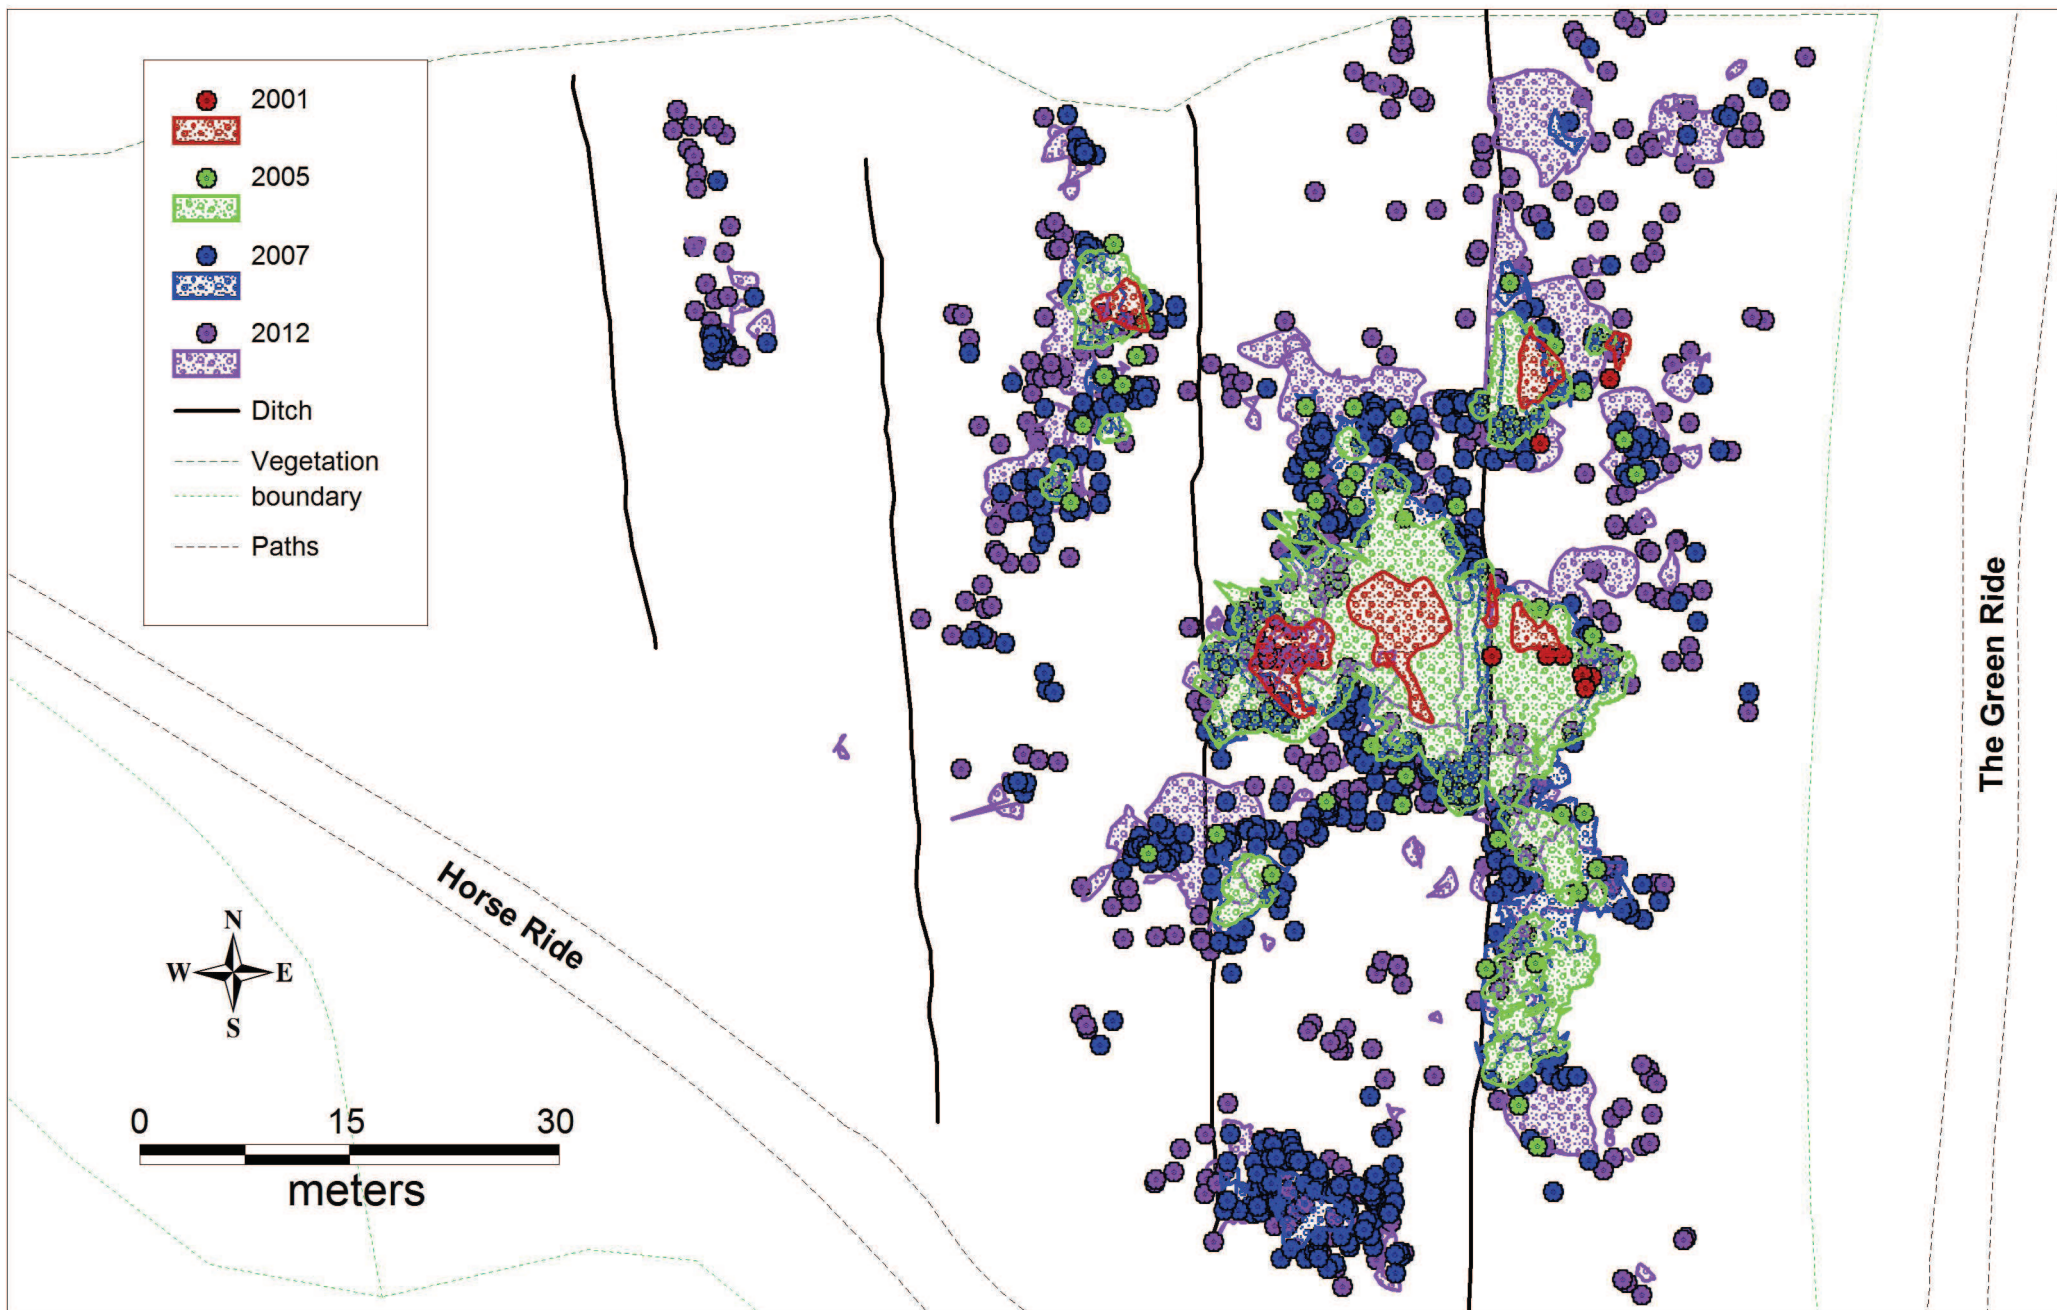 2001
2005
2007
2012
Ditch
Vegetation
boundary
Paths
The Green Ride
Horse Ride
N
W E
S
0 15 30
meters